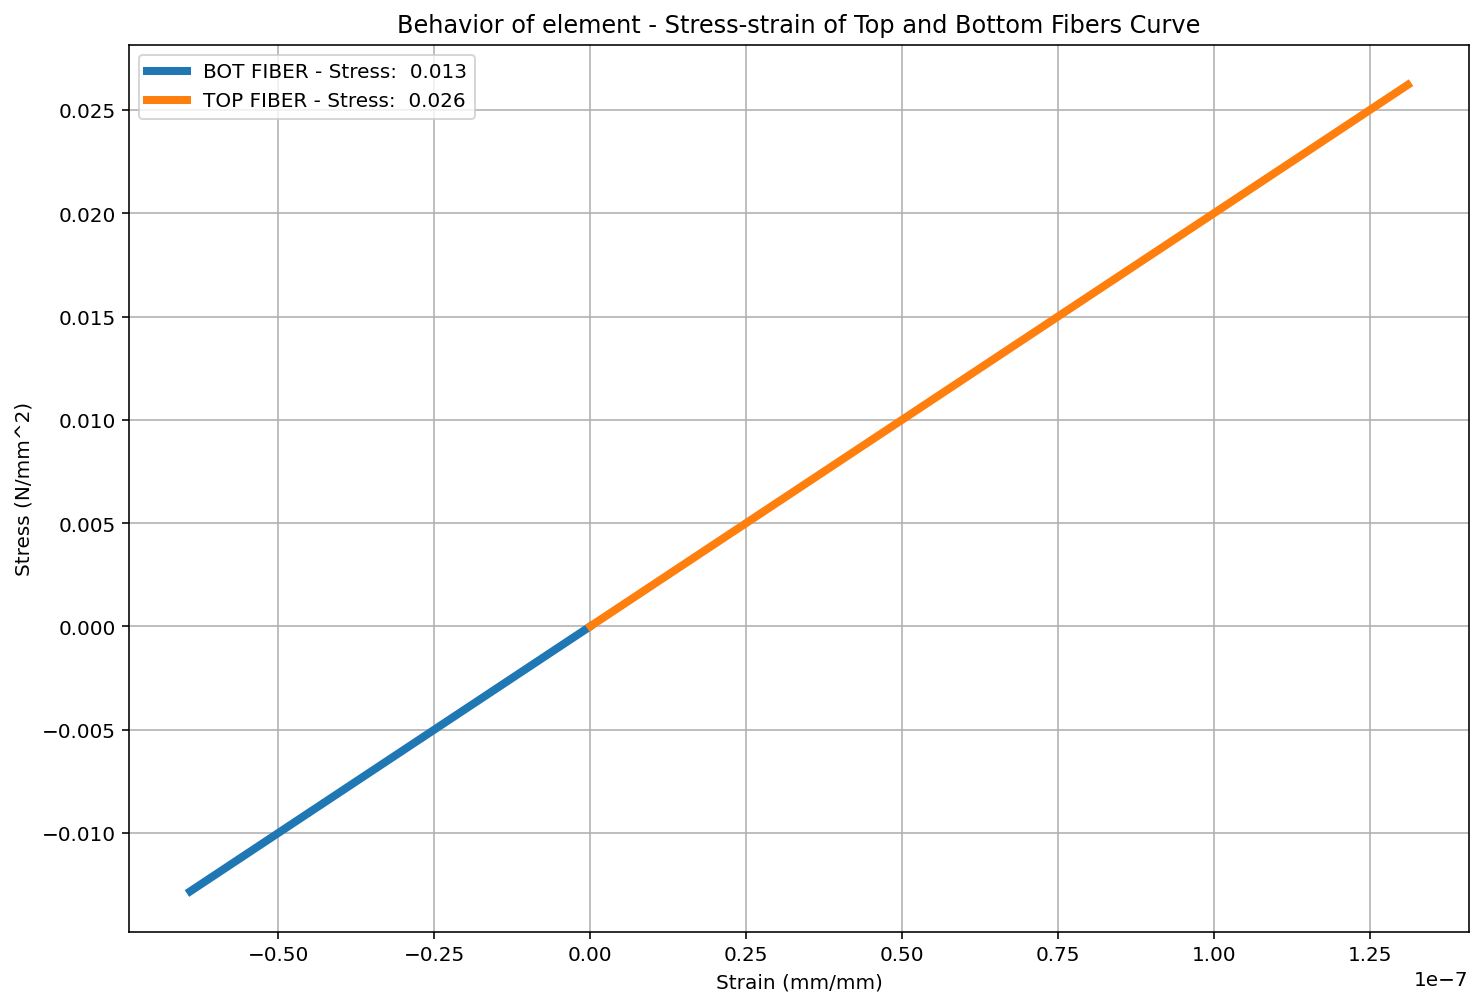 Behavior of element - Stress-strain of Top and Bottom Fibers Curve
BOT FIBER - Stress:  0.013
TOP FIBER - Stress:  0.026
0.025
0.020
0.015
0.010
0.005
0.000
−0.005
−0.010
Stress (N/mm^2)
−0.50 −0.25 0.00 0.25 0.50 0.75 1.00 1.25
Strain (mm/mm)
1e−7